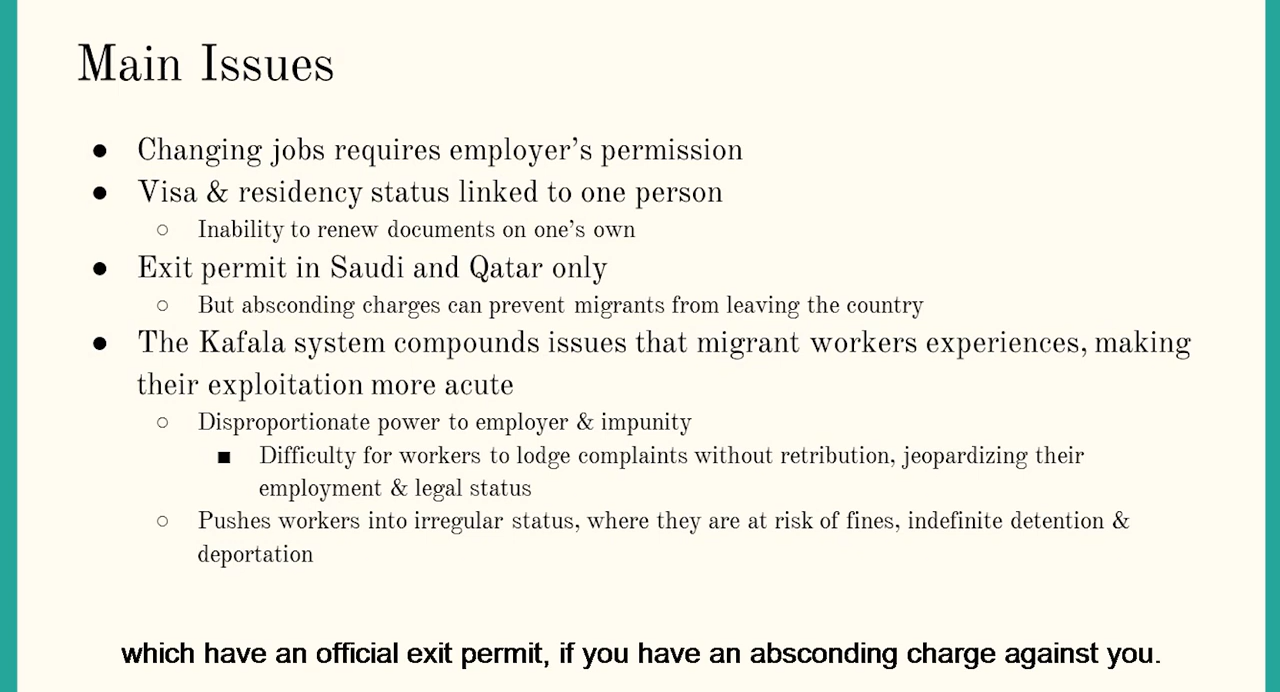 Main Issues
● Changing jobs requires employer’s permission
● Visa & residency status linked to one person
○ Inability to renew documents on one’s own
● Exit permit in Saudi and Qatar only
○ But absconding charges can prevent migrants from leaving the country
● The Kafala system compounds issues that migrant workers experiences, making
their exploitation more acute
○ Disproportionate power to employer & impunity
■ Difficulty for workers to lodge complaints without retribution, jeopardizing their
employment & legal status
○ Pushes workers into irregular status, where they are at risk of fines, indefinite detention &
deportation
which have an official exit permit, if you have an absconding charge against you.